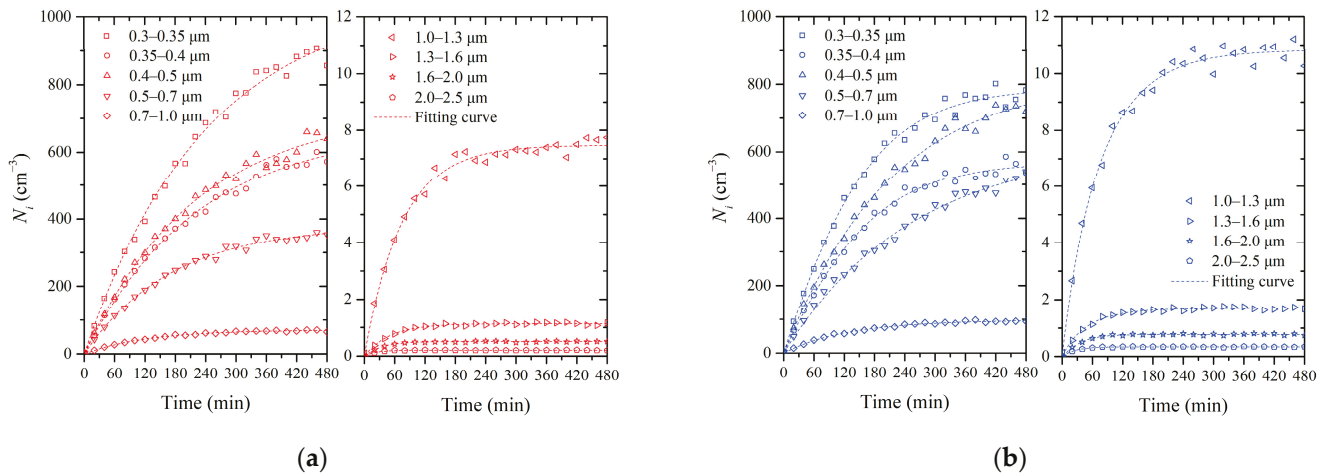 1000
800
600
400
200
0
N_i (cm⁻³)
0.3–0.35 μm
0.35–0.4 μm
0.4–0.5 μm
0.5–0.7 μm
0.7–1.0 μm
0 60 120 180 240 300 360 420 480
Time (min)
12
10
8
6
4
2
0
1.0–1.3 μm
1.3–1.6 μm
1.6–2.0 μm
2.0–2.5 μm
Fitting curve
0 60 120 180 240 300 360 420 480
Time (min)
(a)
1000
800
600
400
200
0
N_i (cm⁻³)
0.3–0.35 μm
0.35–0.4 μm
0.4–0.5 μm
0.5–0.7 μm
0.7–1.0 μm
0 60 120 180 240 300 360 420 480
Time (min)
12
10
8
6
4
2
0
1.0–1.3 μm
1.3–1.6 μm
1.6–2.0 μm
2.0–2.5 μm
Fitting curve
0 60 120 180 240 300 360 420 480
Time (min)
(b)